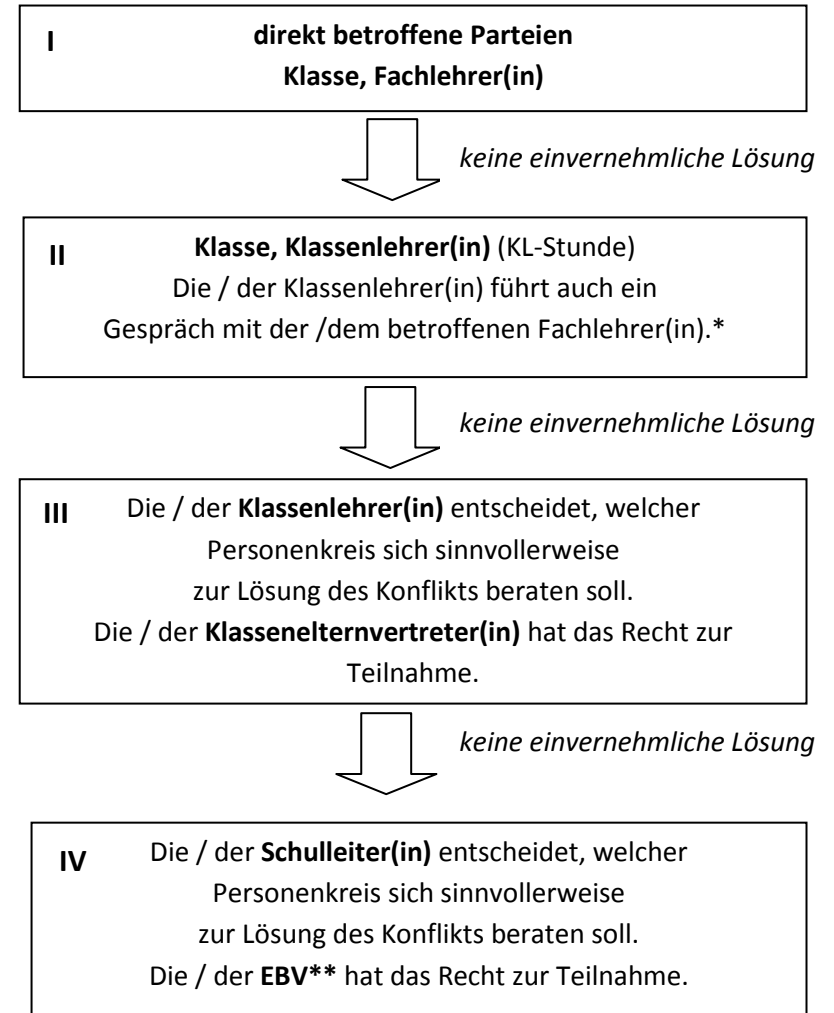 I
direkt betroffene Parteien
Klasse, Fachlehrer(in)
keine einvernehmliche Lösung
II
Klasse, Klassenlehrer(in) (KL-Stunde)
Die / der Klassenlehrer(in) führt auch ein
Gespräch mit der /dem betroffenen Fachlehrer(in).*
keine einvernehmliche Lösung
III
Die / der Klassenlehrer(in) entscheidet, welcher
Personenkreis sich sinnvollerweise
zur Lösung des Konflikts beraten soll.
Die / der Klassenelternvertreter(in) hat das Recht zur
Teilnahme.
keine einvernehmliche Lösung
IV
Die / der Schulleiter(in) entscheidet, welcher
Personenkreis sich sinnvollerweise
zur Lösung des Konflikts beraten soll.
Die / der EBV** hat das Recht zur Teilnahme.